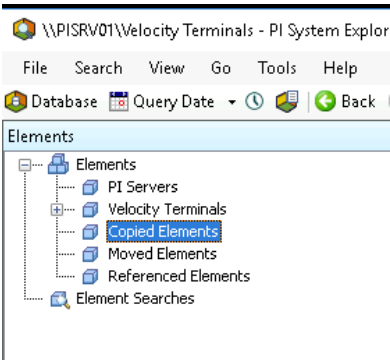 \\PISRV01\Velocity Terminals - PI System Explor
File Search View Go Tools Help
Database Query Date Back
Elements
Elements
PI Servers
Velocity Terminals
Copied Elements
Moved Elements
Referenced Elements
Element Searches